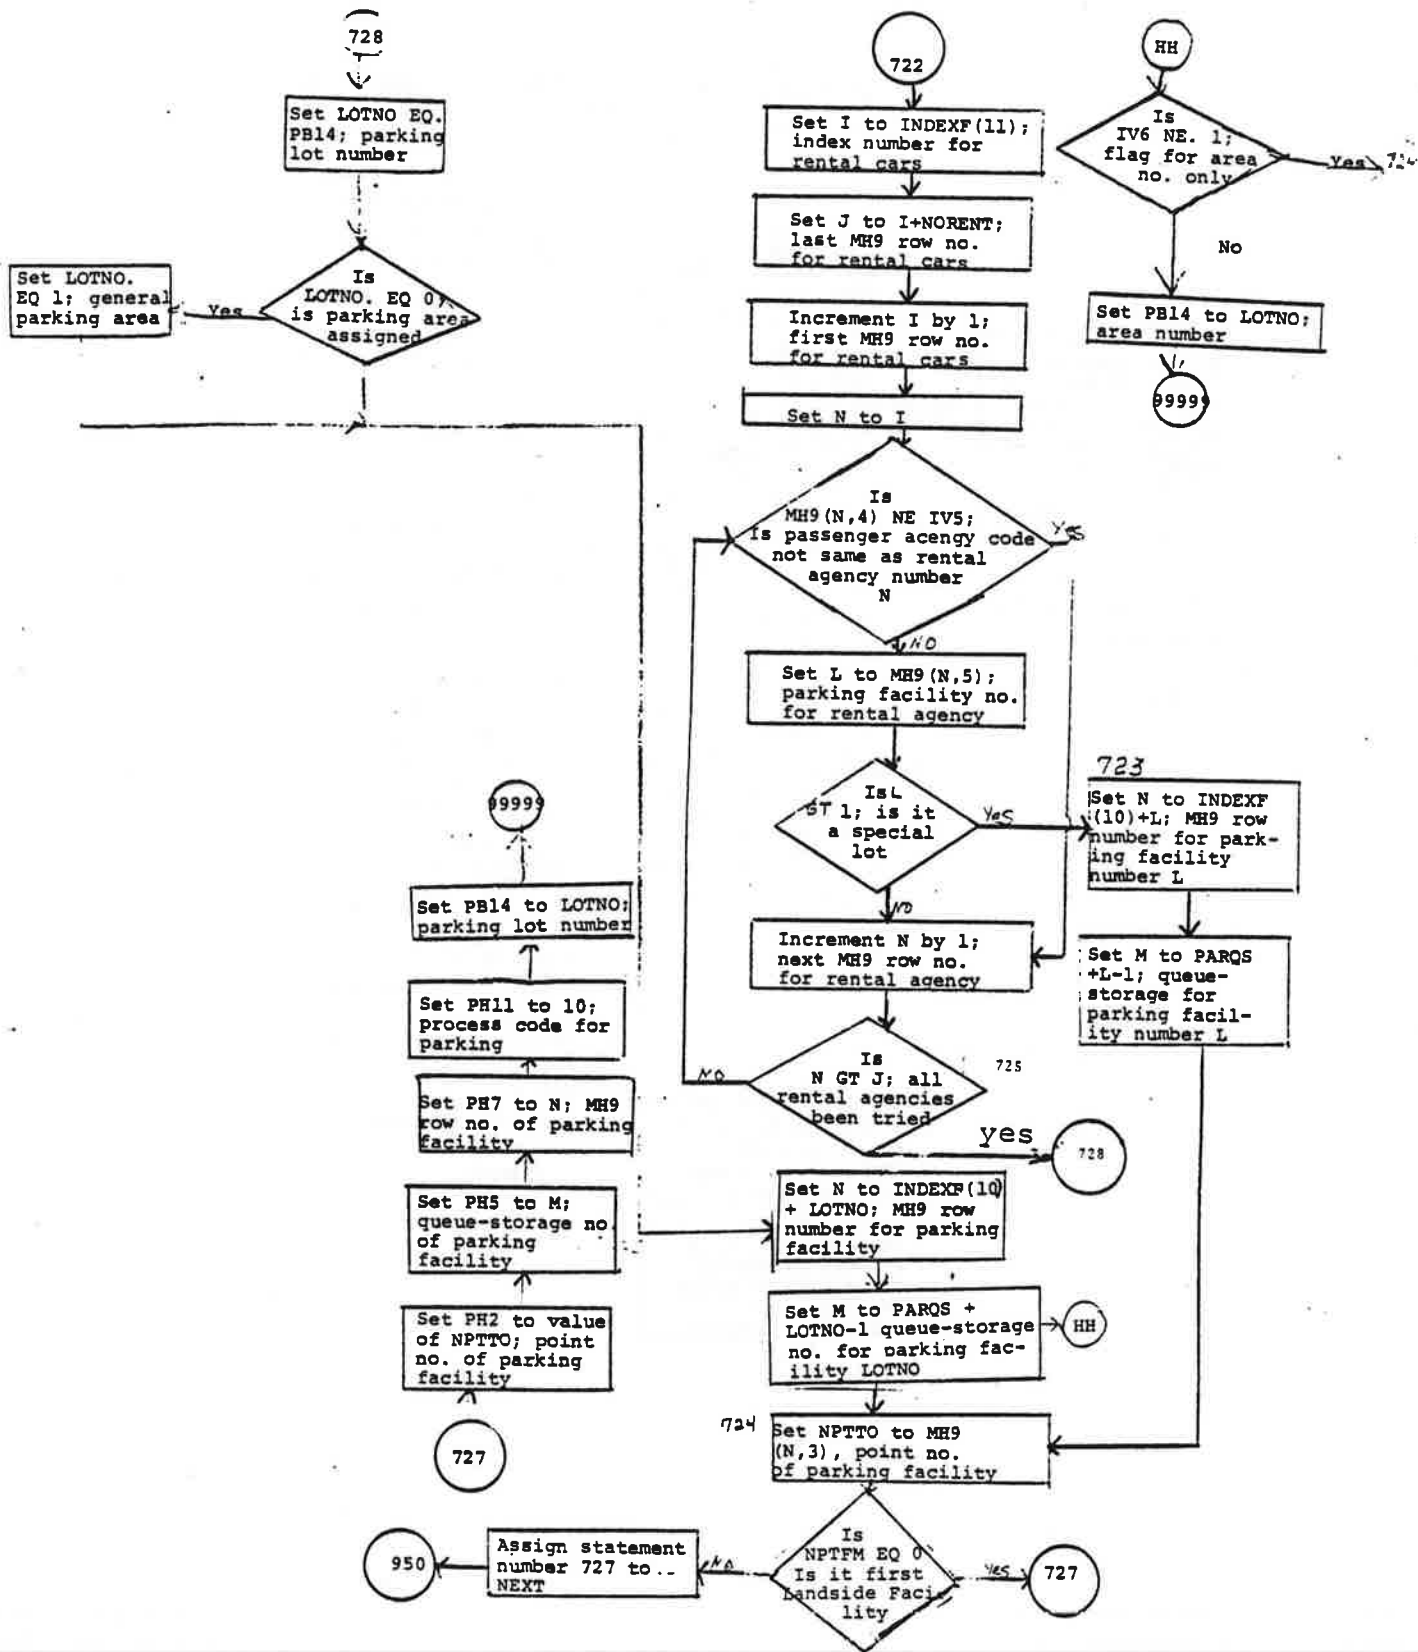 728
Set LOTNO EQ.
PB14; parking
lot number
Is
LOTNO. EQ 0;
is parking area
assigned
Yes
Set LOTNO.
EQ 1; general
parking area
722
Set I to INDEXF(11);
index number for
rental cars
Set J to I+NORENT;
last MH9 row no.
for rental cars
Increment I by 1;
first MH9 row no.
for rental cars
Set N to I
Is
MH9(N,4) NE IV5;
Is passenger acengy code
not same as rental
agency number
N
Yes
NO
Set L to MH9(N,5);
parking facility no.
for rental agency
Is L
GT 1; is it
a special
lot
Yes
NO
Increment N by 1;
next MH9 row no.
for rental agency
Is
N GT J; all
rental agencies
been tried
725
NO
yes
728
HH
Is
IV6 NE. 1;
flag for area
no. only
Yes
No
Set PB14 to LOTNO;
area number
99999
723
Set N to INDEXF
(10)+L; MH9 row
number for park-
ing facility
number L
Set M to PARQS
+L-1; queue-
storage for
parking facil-
ity number L
Set N to INDEXF(10)
+ LOTNO; MH9 row
number for parking
facility
Set M to PARQS +
LOTNO-1 queue-storage
no. for parking fac-
ility LOTNO
HH
724
Set NPTTO to MH9
(N,3), point no.
of parking facility
Is
NPTFM EQ 0
Is it first
Landside Faci-
lity
Yes
727
NO
Assign statement
number 727 to..
NEXT
950
99999
Set PB14 to LOTNO;
parking lot number
Set PH11 to 10;
process code for
parking
Set PH7 to N; MH9
row no. of parking
facility
Set PH5 to M;
queue-storage no
of parking
facility
Set PH2 to value
of NPTTO; point
no. of parking
facility
727